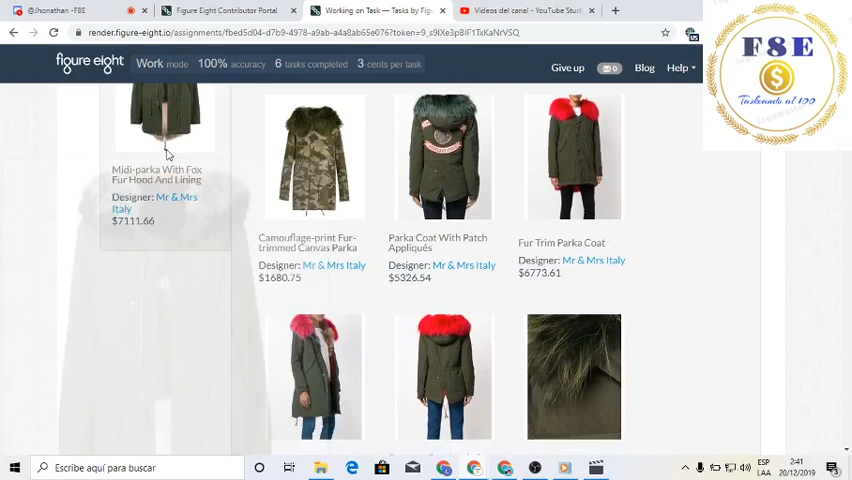 @Jhonathan -F8E
Figure Eight Contributor Portal
Working on Task — Tasks by Figu
Videos del canal - YouTube Stud
render.figure-eight.io/assignments/fbed5d04-d7b9-4978-a9ab-a4a8ab65e076?token=9_s9IXe3pBI0T1zKaNrVSQ
figure eight
Work mode
100% accuracy
6 tasks completed
3 cents per task
Give up
0
Blog
Help
F8E
$
Taskeando al 100
Midi-parka With Fox
Fur Hood And Lining
Designer: Mr & Mrs
Italy
$7111.66
Camouflage-print Fur-
trimmed Canvas Parka
Designer: Mr & Mrs Italy
$1680.75
Parka Coat With Patch
Appliqués
Designer: Mr & Mrs Italy
$5326.54
Fur Trim Parka Coat
Designer: Mr & Mrs Italy
$6773.61
Escribe aquí para buscar
ESP
LAA
2:41
20/12/2019